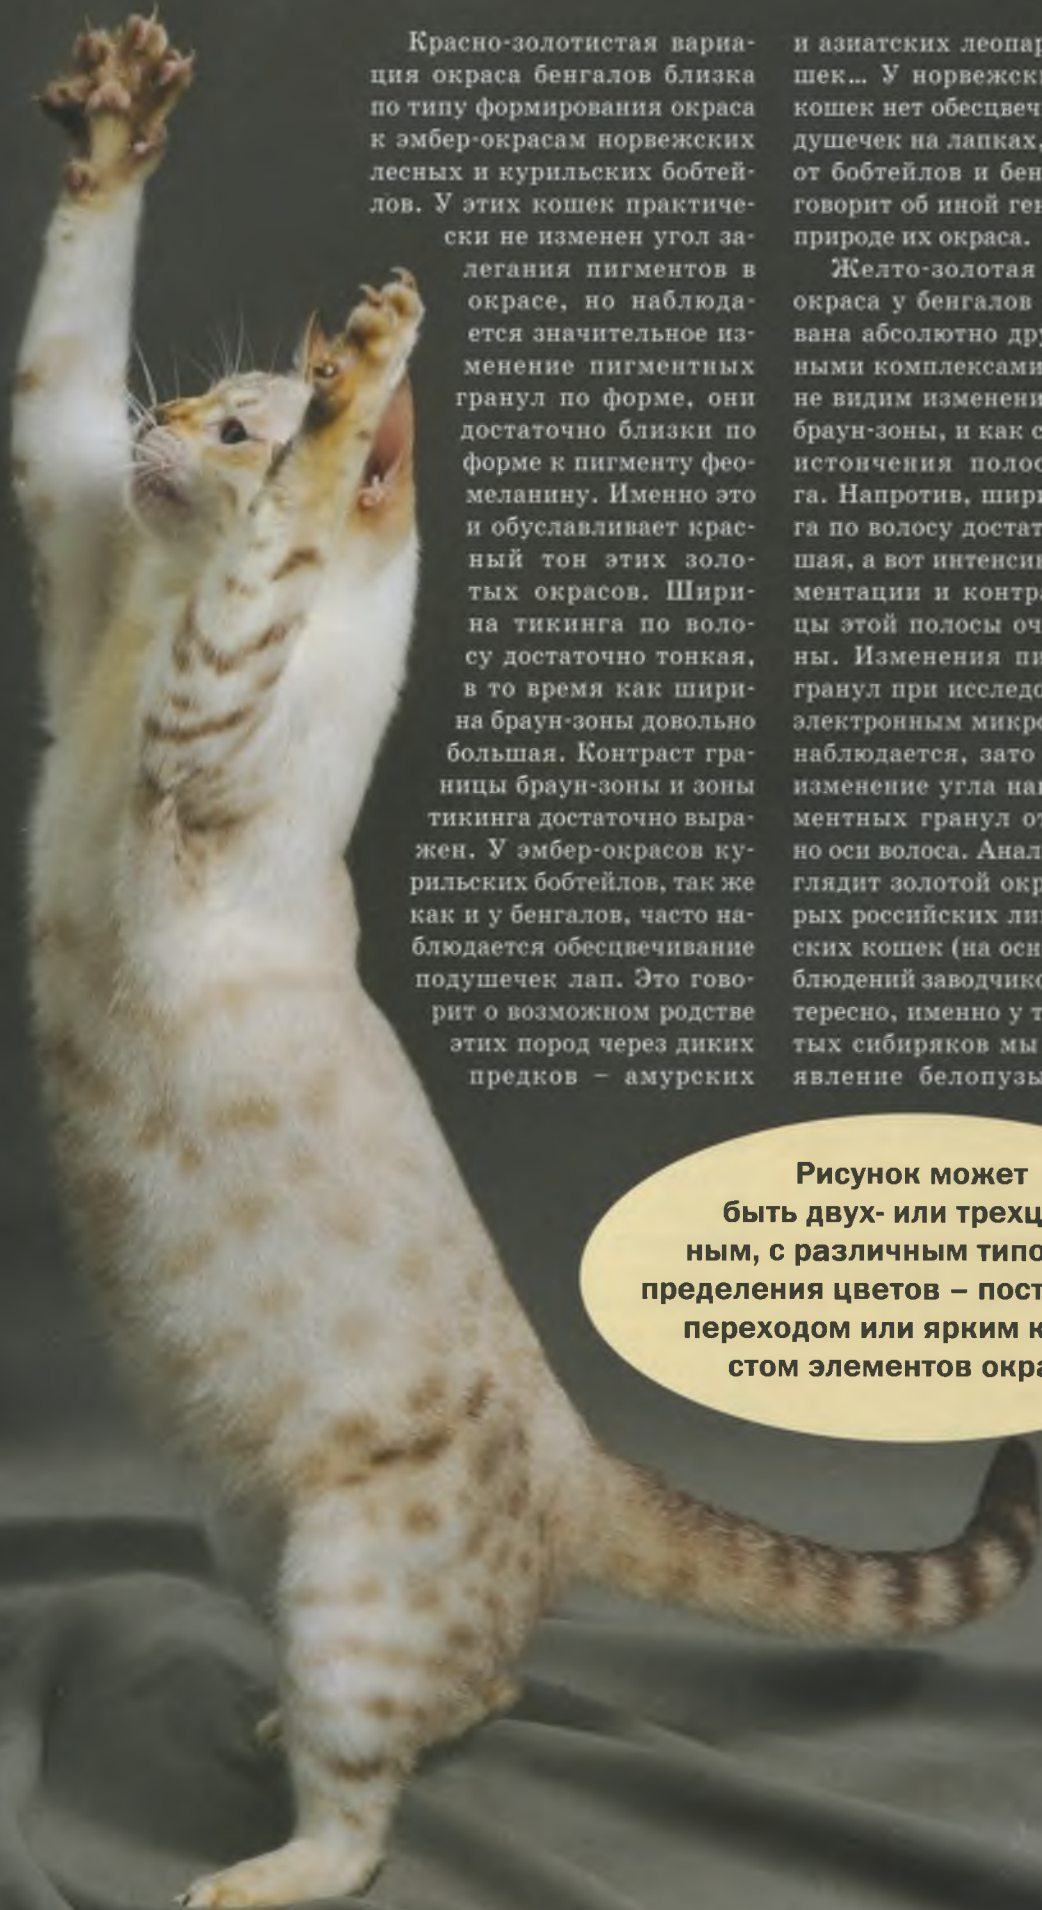 Красно-золотистая вариа-
ция окраса бенгалов близка
по типу формирования окраса
к эмбер-окрасам норвежских
лесных и курильских бобтей-
лов. У этих кошек практиче-
ски не изменен угол за-
легания пигментов в
окрасе, но наблюда-
ется значительное из-
менение пигментных
гранул по форме, они
достаточно близки по
форме к пигменту фео-
меланину. Именно это
и обуславливает крас-
ный тон этих золо-
тых окрасов. Шири-
на тикинга по воло-
су достаточно тонкая,
в то время как шири-
на браун-зоны довольно
большая. Контраст гра-
ницы браун-зоны и зоны
тикинга достаточно выра-
жен. У эмбер-окрасов ку-
рильских бобтейлов, так же
как и у бенгалов, часто на-
блюдается обесцвечивание
подушечек лап. Это гово-
рит о возможном родстве
этих пород через диких
предков – амурских
и азиатских леопар
шек... У норвежск
кошек нет обесцвеч
душечек на лапках,
от бобтейлов и бен
говорит об иной ген
природе их окраса.
Желто-золотая
окраса у бенгалов
вана абсолютно дру
ными комплексами
не видим изменени
браун-зоны, и как с
истончения полос
га. Напротив, шири
га по волосу достат
шая, а вот интенси
ментации и контр
цы этой полосы оч
ны. Изменения пи
гранул при исследо
электронным микро
наблюдается, зато
изменение угла на
ментных гранул от
но оси волоса. Анал
глядит золотой окр
рых российских ли
ских кошек (на осн
блюдений заводчико
тересно, именно у т
тых сибиряков мы
явление белопузы
Рисунок может
быть двух- или трехц
ным, с различным типо
пределения цветов – пост
переходом или ярким к
стом элементов окра